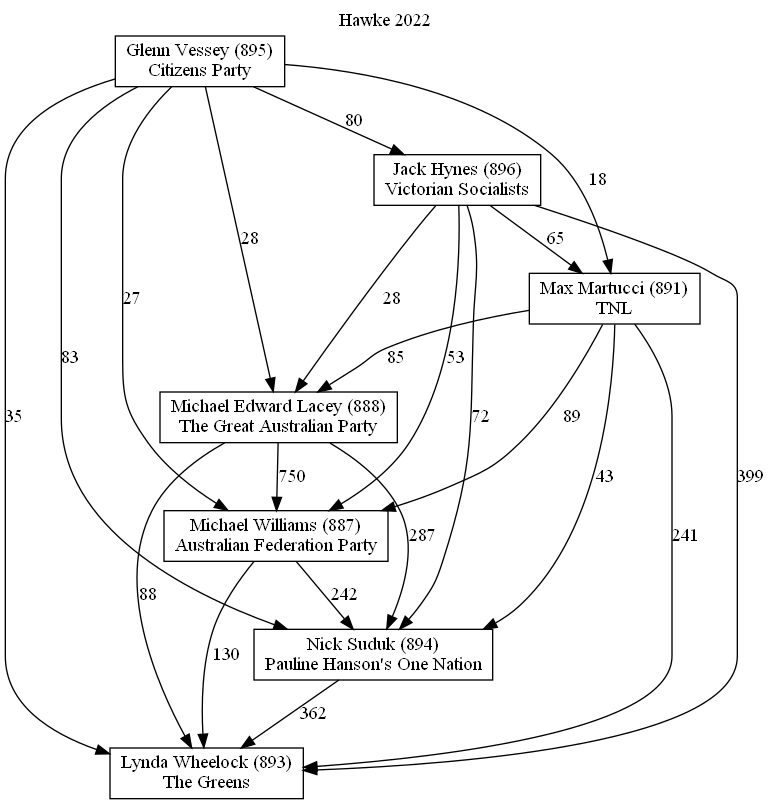 Hawke 2022
Glenn Vessey (895)
Citizens Party
80
Jack Hynes (896)
Victorian Socialists
18
28
65
Max Martucci (891)
TNL
27
28
83
85
53
35
Michael Edward Lacey (888)
The Great Australian Party
72
89
750
43
399
Michael Williams (887)
Australian Federation Party
287
241
88
242
Nick Suduk (894)
Pauline Hanson's One Nation
130
362
Lynda Wheelock (893)
The Greens